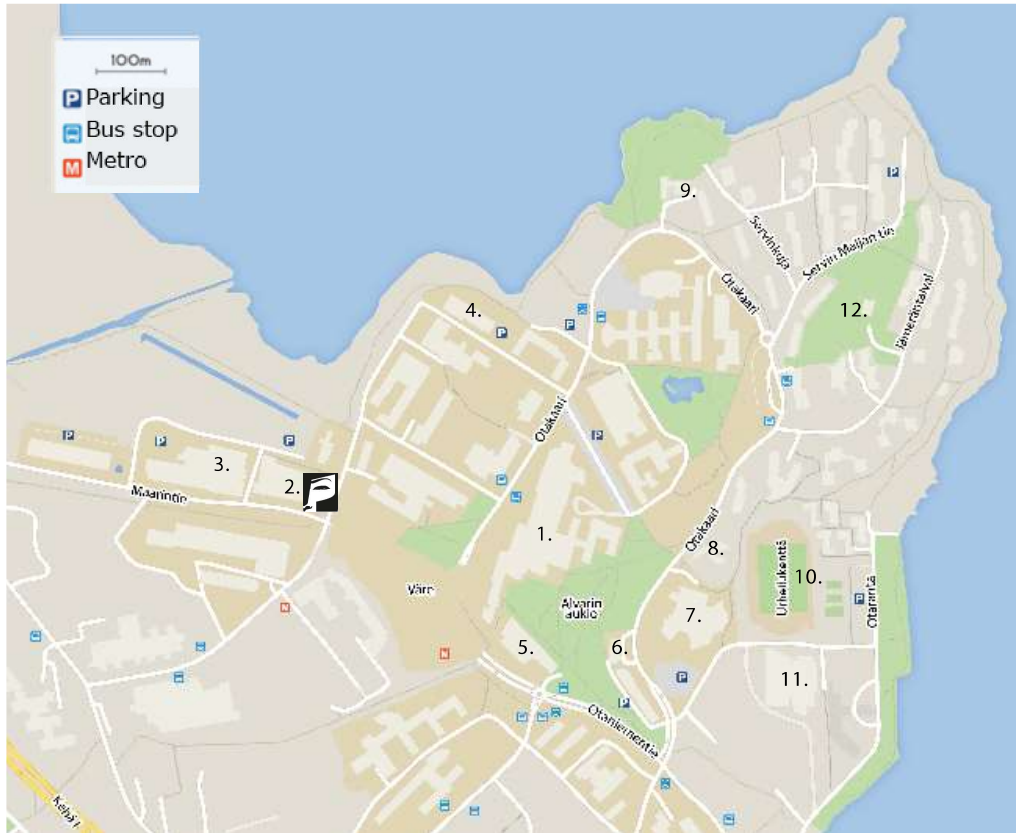 100m
P Parking
Bus stop
M Metro
9.
P
Servinkuja
Servin Maijan tie
Otakaari
4.
P
P
12.
Jämeräntaival
Otakaari
P
P
P
P
3.
2.
Maarintie
1.
Otakaari
8.
Urheilukenttä
10.
Väre
Alvarin
aukio
P
Otaranta
M
7.
5.
6.
M
P
11.
P
Otaniementie
Kehä I